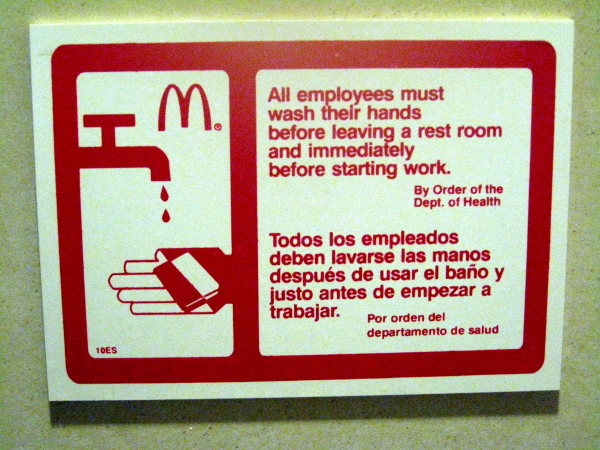 All employees must
wash their hands
before leaving a rest room
and immediately
before starting work.
By Order of the
Dept. of Health
Todos los empleados
deben lavarse las manos
después de usar el baño y
justo antes de empezar a
trabajar.
Por orden del
departamento de salud
M®
10ES